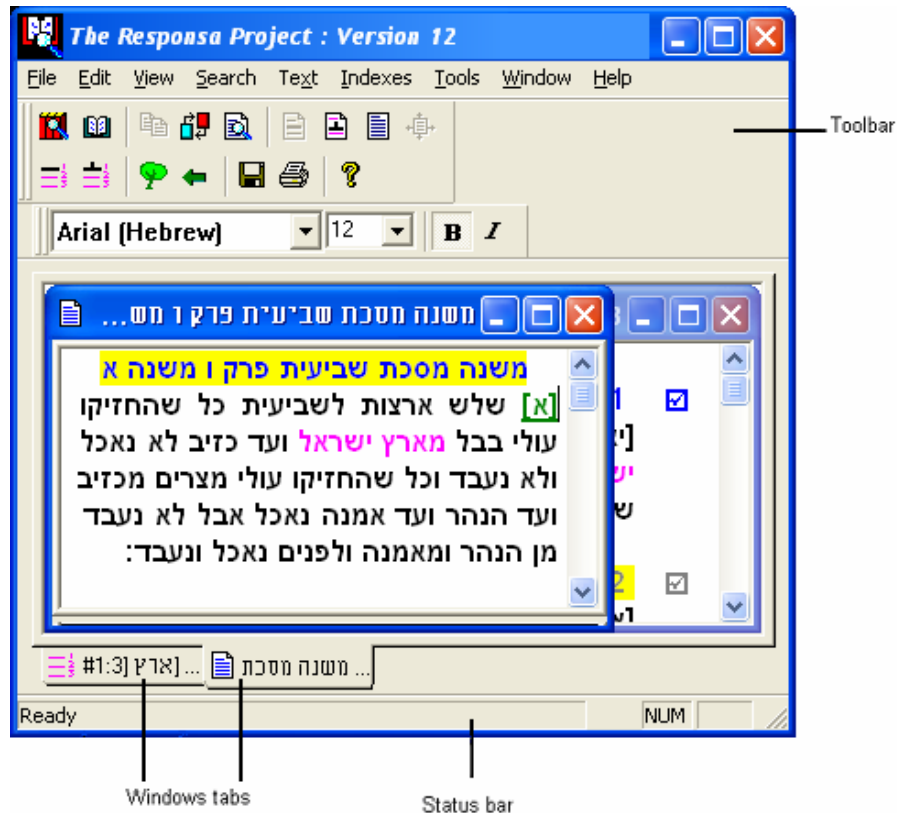 The Responsa Project : Version 12
File Edit View Search Text Indexes Tools Window Help
Toolbar
Arial (Hebrew) 12 B I
משנה מסכת שביעית פרק ו מש...
משנה מסכת שביעית פרק ו משנה א
[א] שלש ארצות לשביעית כל שהחזיקו
עולי בבל מארץ ישראל ועד כזיב לא נאכל
ולא נעבד וכל שהחזיקו עולי מצרים מכזיב
ועד הנהר ועד אמנה נאכל אבל לא נעבד
מן הנהר ומאמנה ולפנים נאכל ונעבד:
1
2
#1:3] ארץ] ...
משנה מסכת ...
Ready NUM
Windows tabs
Status bar